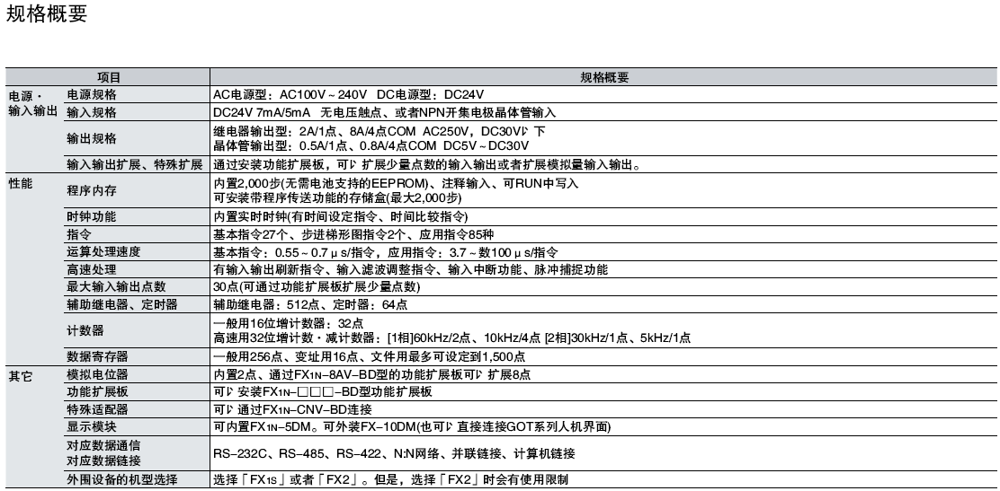 规格概要
项目 规格概要
电源・输入输出 电源规格 AC电源型：AC100V～240V DC电源型：DC24V
输入规格 DC24V 7mA/5mA 无电压触点、或者NPN开集电极晶体管输入
输出规格 继电器输出型：2A/1点、8A/4点COM AC250V，DC30V以下
晶体管输出型：0.5A/1点、0.8A/4点COM DC5V～DC30V
输入输出扩展、特殊扩展 通过安装功能扩展板，可以扩展少量点数的输入输出或者扩展模拟量输入输出。
性能 程序内存 内置2,000步(无需电池支持的EEPROM)、注释输入、可RUN中写入
可安装带程序传送功能的存储盒(最大2,000步)
时钟功能 内置实时时钟(有时间设定指令、时间比较指令)
指令 基本指令27个、步进梯形图指令2个、应用指令85种
运算处理速度 基本指令：0.55～0.7μs/指令，应用指令：3.7～数100μs/指令
高速处理 有输入输出刷新指令、输入滤波调整指令、输入中断功能、脉冲捕捉功能
最大输入输出点数 30点(可通过功能扩展板扩展少量点数)
辅助继电器、定时器 辅助继电器：512点、定时器：64点
计数器 一般用16位增计数器：32点
高速用32位增计数・减计数器：[1相]60kHz/2点、10kHz/4点 [2相]30kHz/1点、5kHz/1点
数据寄存器 一般用256点、变址用16点、文件用最多可设定到1,500点
其它 模拟电位器 内置2点、通过FX1N-8AV-BD型的功能扩展板可以扩展8点
功能扩展板 可以安装FX1N-□□□-BD型功能扩展板
特殊适配器 可以通过FX1N-CNV-BD连接
显示模块 可内置FX1N-5DM。可外装FX-10DM(也可以直接连接GOT系列人机界面)
对应数据通信
对应数据链接 RS-232C、RS-485、RS-422、N:N网络、并联链接、计算机链接
外围设备的机型选择 选择「FX1S」或者「FX2」。但是，选择「FX2」时会有使用限制